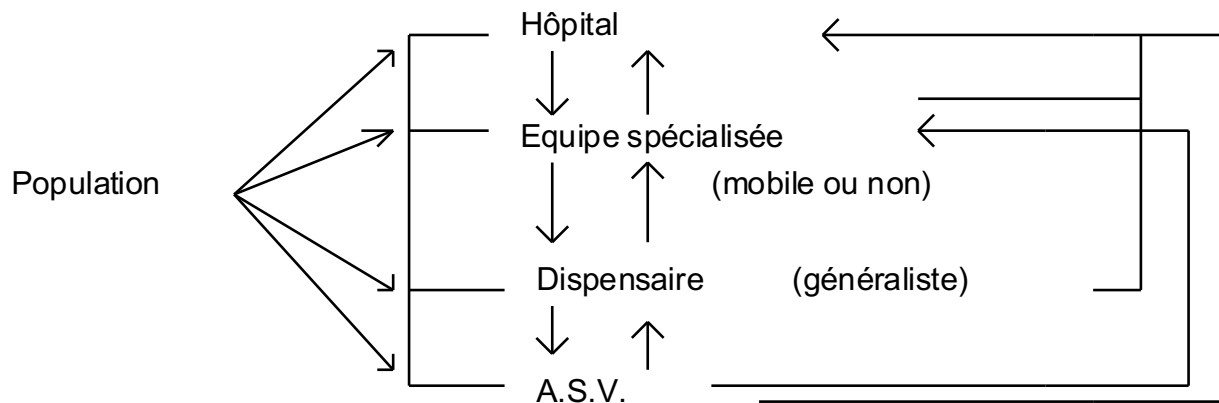 Hôpital
Equipe spécialisée
Population
(mobile ou non)
Dispensaire (généraliste)
A.S.V.